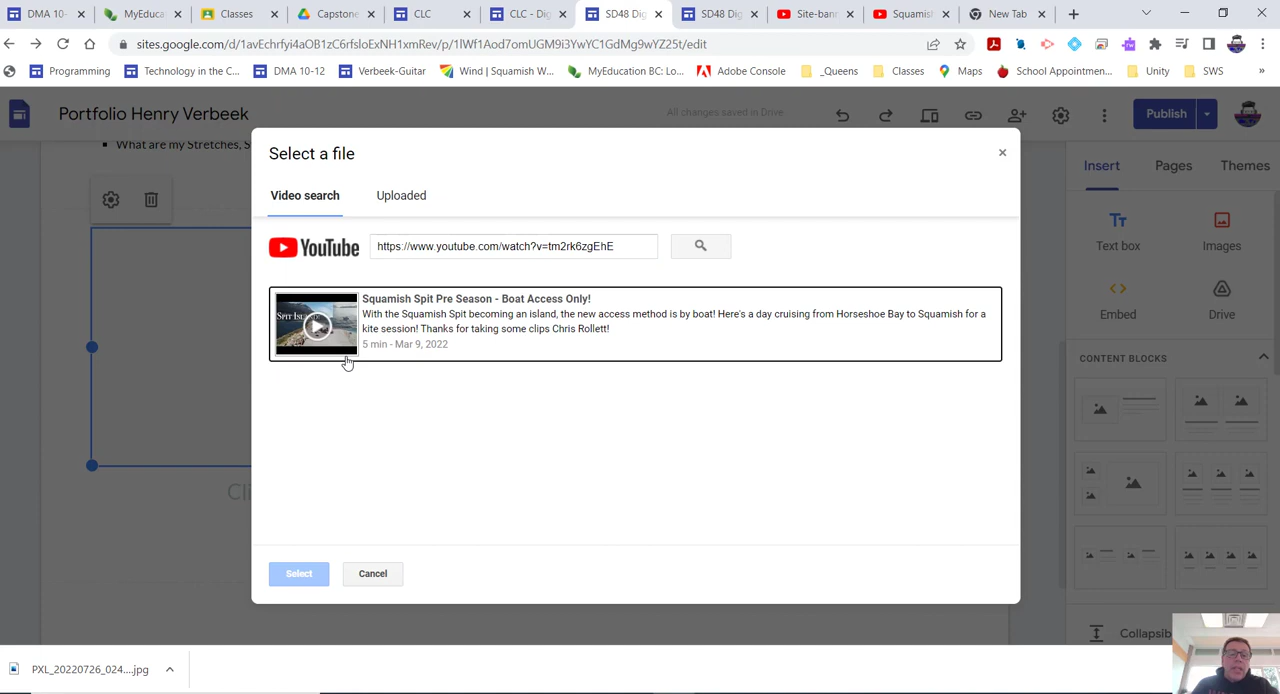 DMA 10-
MyEduca
Classes
Capstone
CLC
CLC - Dig
SD48 Dig
SD48 Dig
Site-bann
Squamis
New Tab
sites.google.com/d/1avEchrfyi4aOB1zC6rfsloExNH1xmhzv/p/1lWf1Aod7omUGM9i3YwYC1GdMg9wYZ25t/edit
Programming
Technology in the C...
DMA 10-12
Verbeek-Guitar
Wind | Squamish W...
MyEducation BC: Lo...
Adobe Console
_Queens
Classes
Maps
School Appointmen...
Unity
SWS
»
Portfolio Henry Verbeek
All changes saved in Drive
Publish
What are my Stretches, S
Select a file
Insert
Pages
Themes
Video search
Uploaded
YouTube
https://www.youtube.com/watch?v=tm2rk6zgEhE
Text box
Images
SPIT ISLAND
Squamish Spit Pre Season - Boat Access Only!
With the Squamish Spit becoming an island, the new access method is by boat! Here's a day cruising from Horseshoe Bay to Squamish for a
kite session! Thanks for taking some clips Chris Rollett!
5 min - Mar 9, 2022
Embed
Drive
CONTENT BLOCKS
Cli
Select
Cancel
Collapsib
PXL_20220726_024....jpg